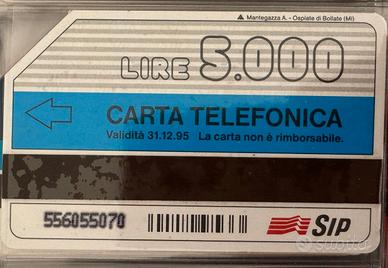 Mantegazza A. - Ospiate di Bollate (MI)
LIRE 5.000
CARTA TELEFONICA
Validità 31.12.95 La carta non è rimborsabile.
556055070
SIP
subito